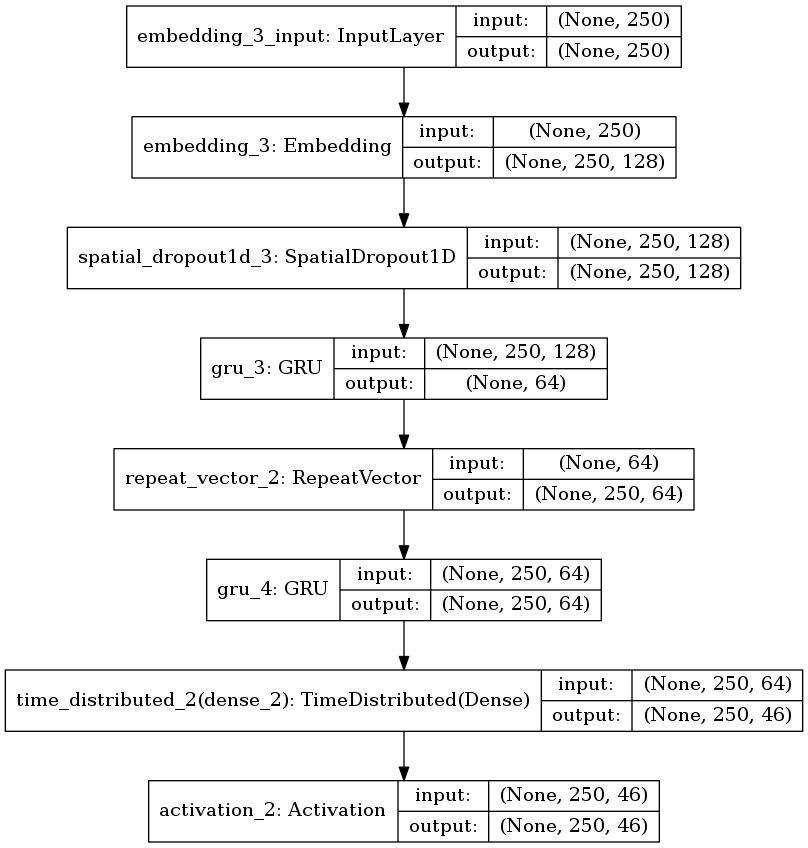 embedding_3_input: InputLayer
input: (None, 250)
output: (None, 250)
embedding_3: Embedding
input: (None, 250)
output: (None, 250, 128)
spatial_dropout1d_3: SpatialDropout1D
input: (None, 250, 128)
output: (None, 250, 128)
gru_3: GRU
input: (None, 250, 128)
output: (None, 64)
repeat_vector_2: RepeatVector
input: (None, 64)
output: (None, 250, 64)
gru_4: GRU
input: (None, 250, 64)
output: (None, 250, 64)
time_distributed_2(dense_2): TimeDistributed(Dense)
input: (None, 250, 64)
output: (None, 250, 46)
activation_2: Activation
input: (None, 250, 46)
output: (None, 250, 46)